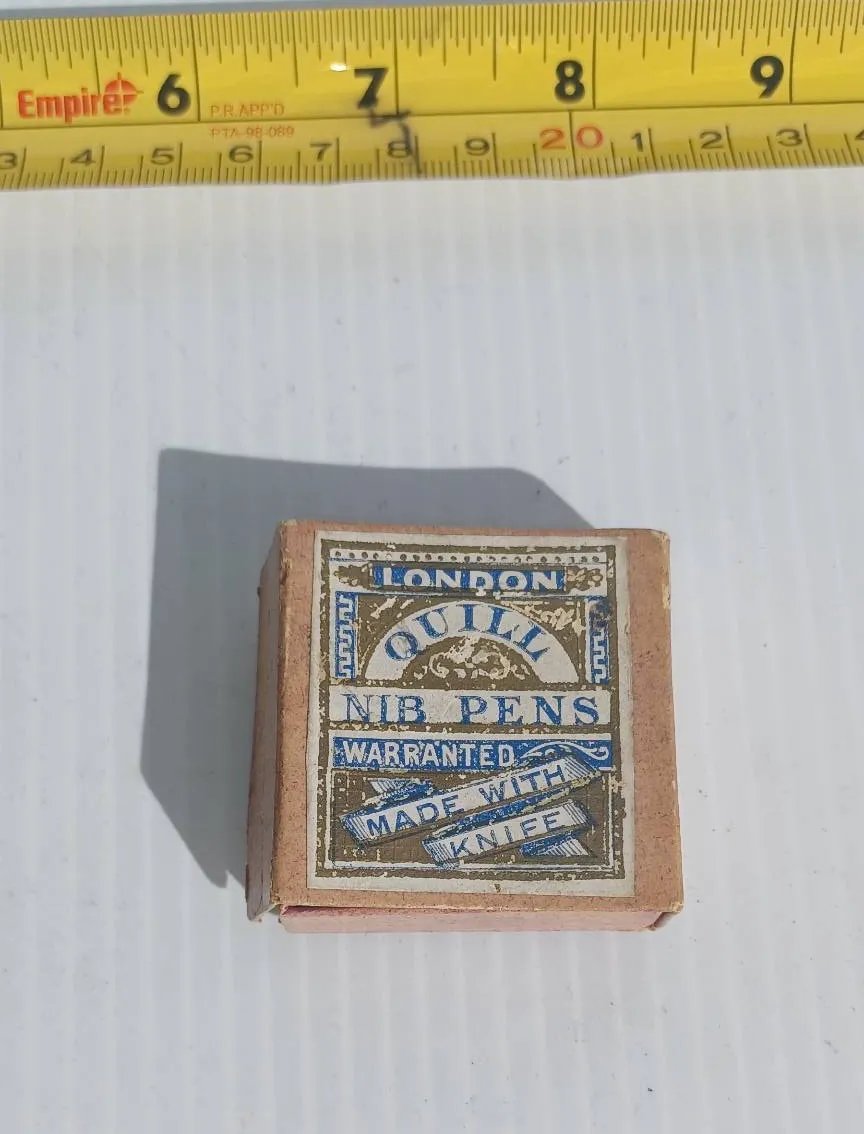 Empire 6 7 8 9
P.R.APP'D
PTA-98-089
3 4 5 6 7 8 9 20 1 2 3 4
LONDON
QUILL
NIB PENS
WARRANTED
MADE WITH
KNIFE